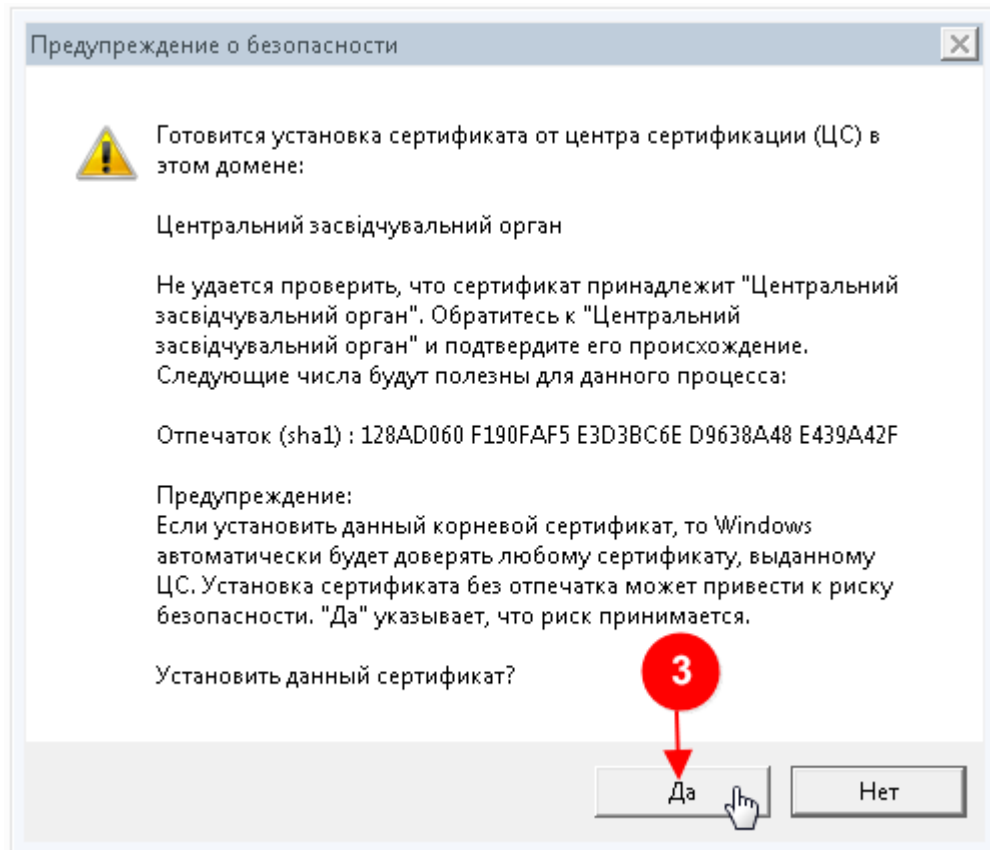 Предупреждение о безопасности
Готовится установка сертификата от центра сертификации (ЦС) в
этом домене:
Центральний засвідчувальний орган
Не удается проверить, что сертификат принадлежит "Центральний
засвідчувальний орган". Обратитесь к "Центральний
засвідчувальний орган" и подтвердите его происхождение.
Следующие числа будут полезны для данного процесса:
Отпечаток (sha1) : 128AD060 F190FAF5 E3D3BC6E D9638A48 E439A42F
Предупреждение:
Если установить данный корневой сертификат, то Windows
автоматически будет доверять любому сертификату, выданному
ЦС. Установка сертификата без отпечатка может привести к риску
безопасности. "Да" указывает, что риск принимается.
Установить данный сертификат?
3
Да
Нет